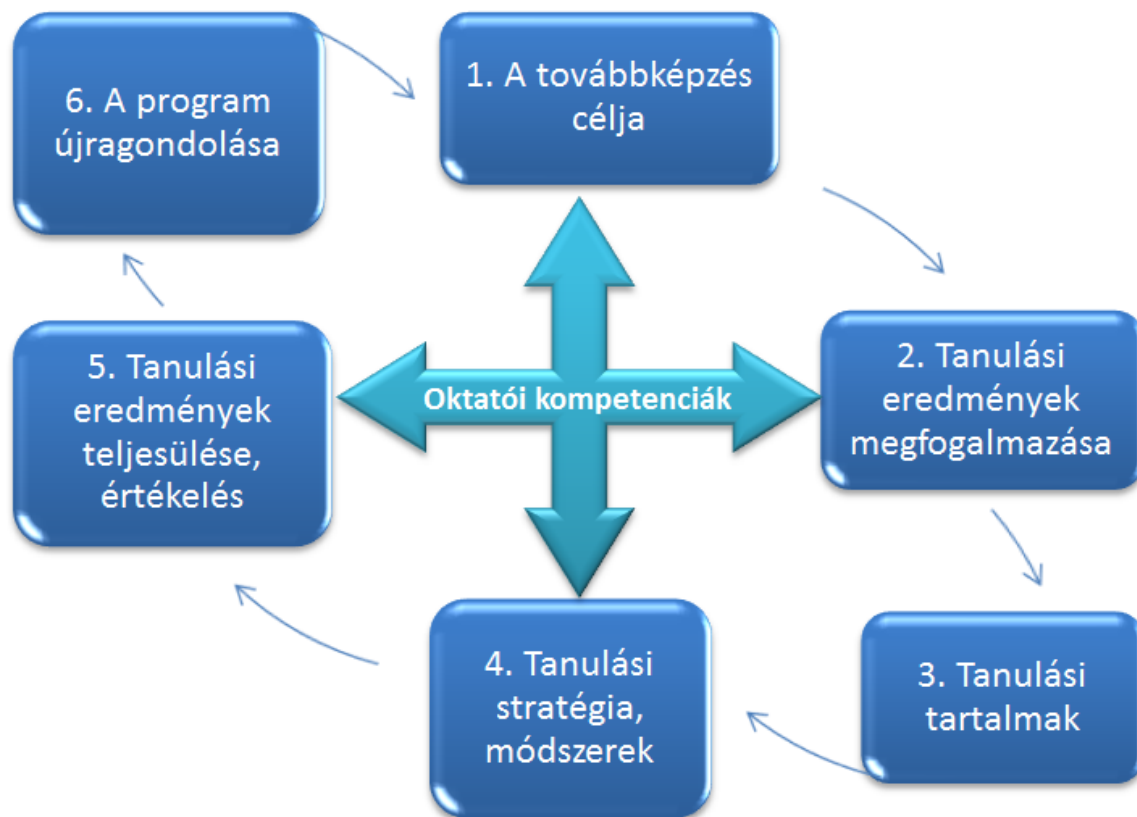 1. A továbbképzés
célja
2. Tanulási
eredmények
megfogalmazása
3. Tanulási
tartalmak
4. Tanulási
stratégia,
módszerek
5. Tanulási
eredmények
teljesülése,
értékelés
6. A program
újragondolása
Oktatói kompetenciák